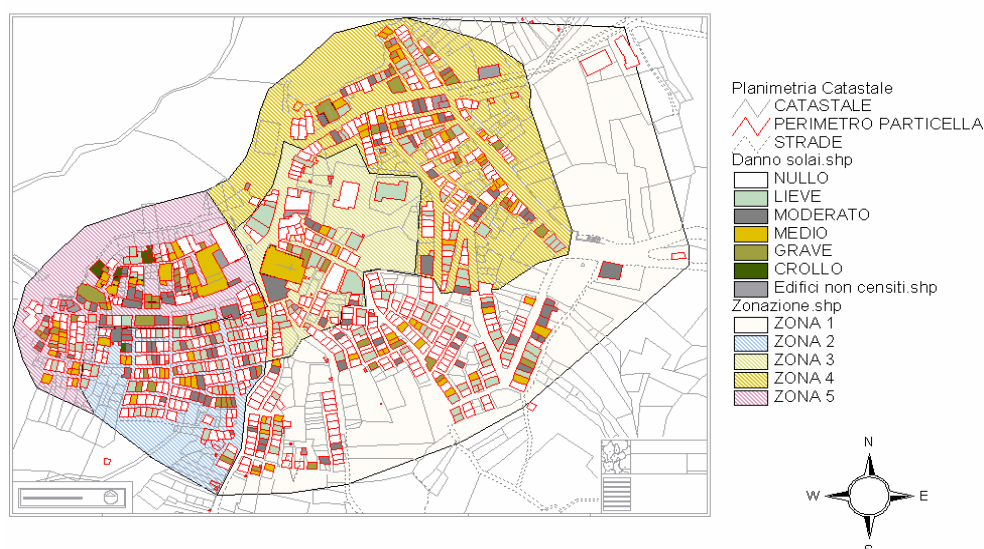 Planimetria Catastale
CATASTALE
PERIMETRO PARTICELLA
STRADE
Danno solai.shp
NULLO
LIEVE
MODERATO
MEDIO
GRAVE
CROLLO
Edifici non censiti.shp
Zonazione.shp
ZONA 1
ZONA 2
ZONA 3
ZONA 4
ZONA 5
N
W E
S